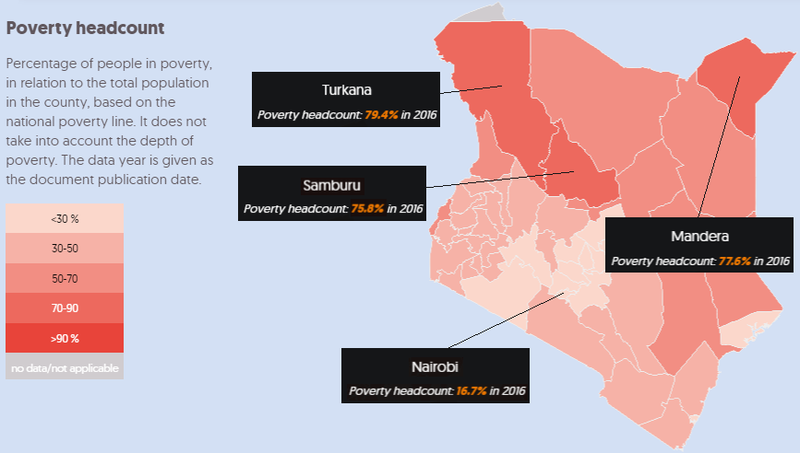 Poverty headcount
Percentage of people in poverty,
in relation to the total population
in the county, based on the
national poverty line. It does not
take into account the depth of
poverty. The data year is given as
the document publication date.
<30 %
30-50
50-70
70-90
>90 %
no data/not applicable
Turkana
Poverty headcount: 79.4% in 2016
Samburu
Poverty headcount: 75.8% in 2016
Mandera
Poverty headcount: 77.6% in 2016
Nairobi
Poverty headcount: 16.7% in 2016